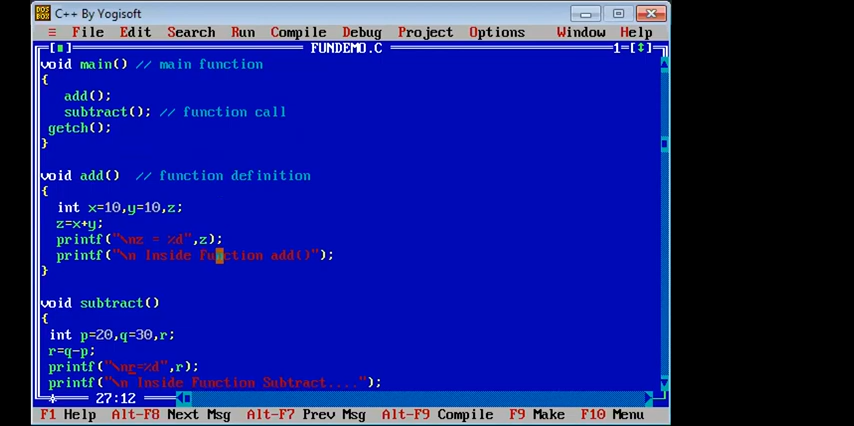 C++ By Yogisoft
≡ File Edit Search Run Compile Debug Project Options Window Help
[■] FUNDEMO.C 1=[↕]
void main() // main function
{
add();
subtract(); // function call
getch();
}
void add() // function definition
{
int x=10,y=10,z;
z=x+y;
printf("\nz = %d",z);
printf("\n Inside Function add()");
}
void subtract()
{
int p=20,q=30,r;
r=q-p;
printf("\nr=%d",r);
printf("\n Inside Function Subtract....");
* 27:12
F1 Help Alt-F8 Next Msg Alt-F7 Prev Msg Alt-F9 Compile F9 Make F10 Menu